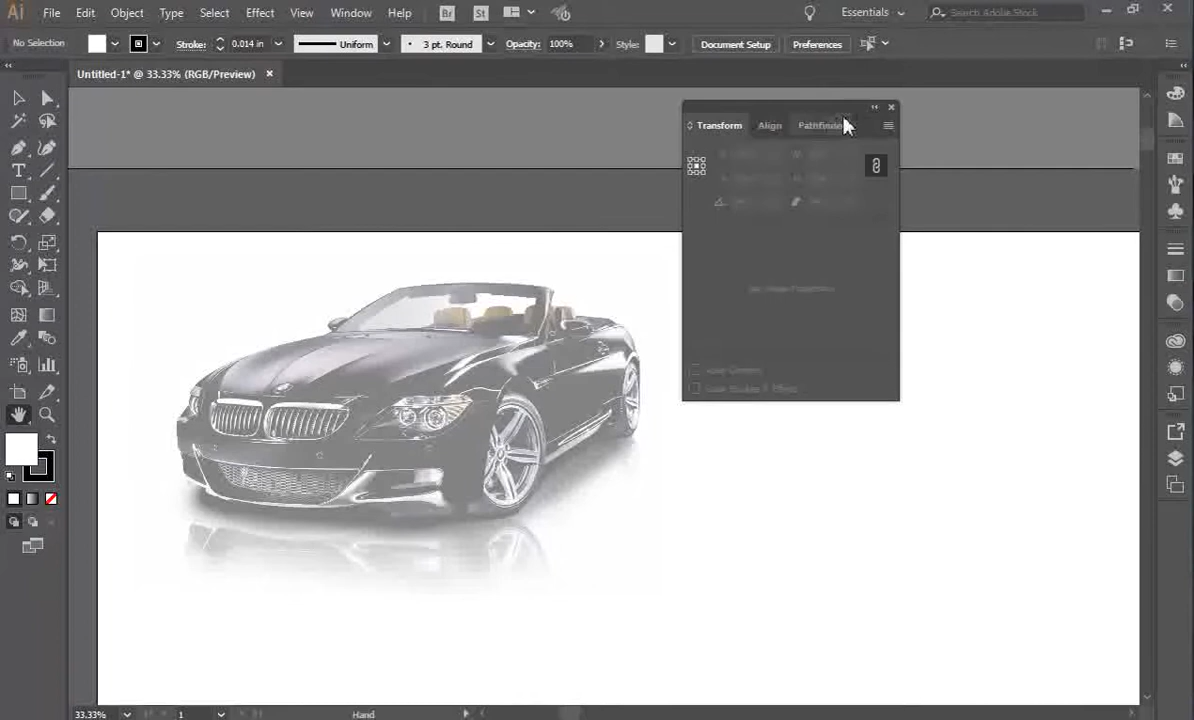 Ai File Edit Object Type Select Effect View Window Help Br St Essentials Search Adobe Stock
No Selection Stroke: 0.014 in Uniform 3 pt. Round Opacity: 100% Style: Document Setup Preferences
Untitled-1* @ 33.33% (RGB/Preview)
Transform Align Pathfinder
33.33% 1 Hand